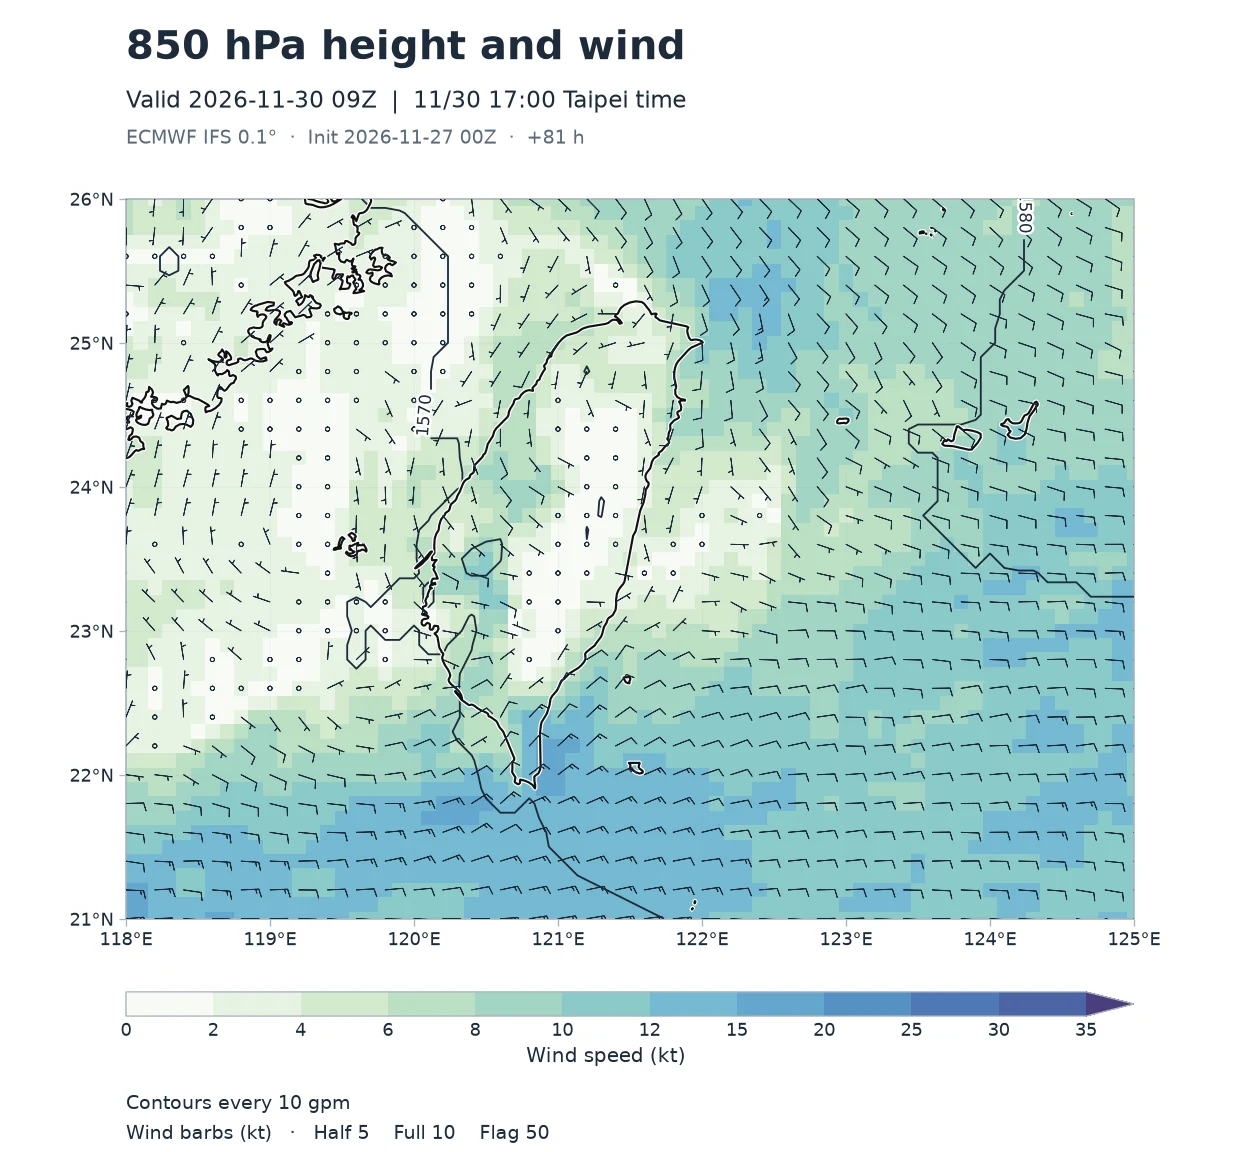 850 hPa height and wind
Valid 2026-11-30 09Z | 11/30 17:00 Taipei time
ECMWF IFS 0.1° · Init 2026-11-27 00Z · +81 h
26°N
580
25°N
1570
24°N
23°N
22°N
21°N
118°E 119°E 120°E 121°E 122°E 123°E 124°E 125°E
0 2 4 6 8 10 12 15 20 25 30 35
Wind speed (kt)
Contours every 10 gpm
Wind barbs (kt) · Half 5 Full 10 Flag 50